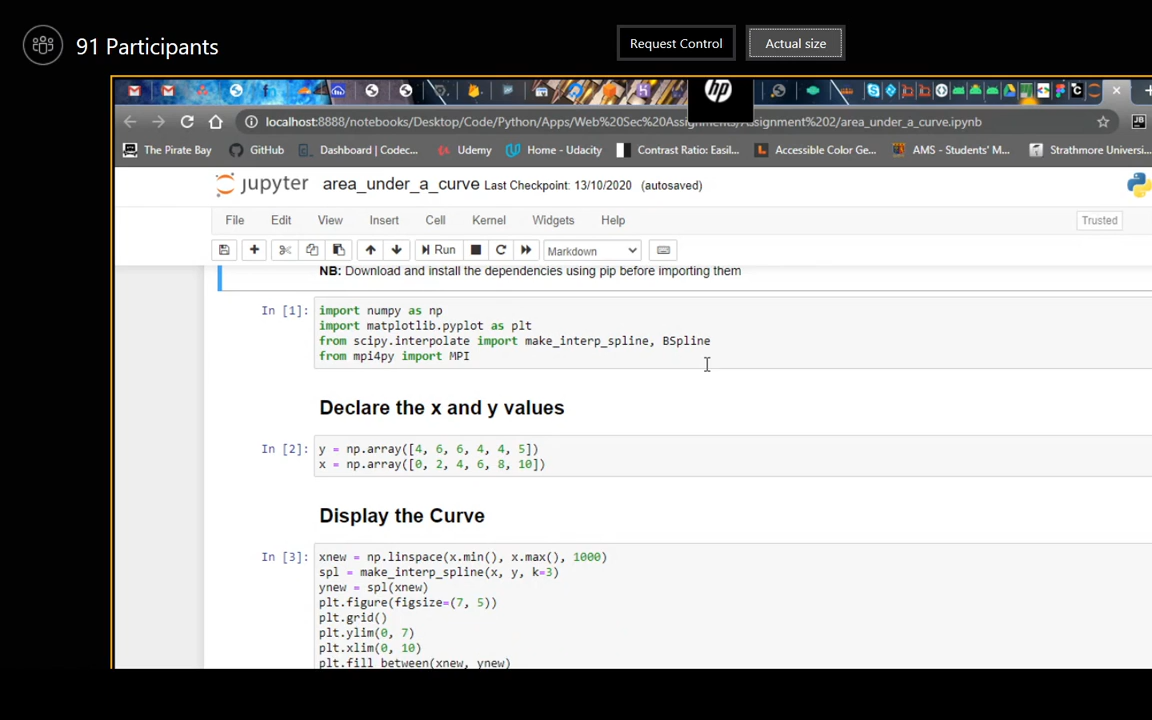 91 Participants
Request Control
Actual size
hp
localhost:8888/notebooks/Desktop/Code/Python/Apps/Web%20Sec%20Assignments/Assignment%202/area_under_a_curve.ipynb
The Pirate Bay GitHub Dashboard | Codec... Udemy Home - Udacity Contrast Ratio: Easil... Accessible Color Ge... AMS - Students' M... Strathmore Universi...
jupyter area_under_a_curve Last Checkpoint: 13/10/2020 (autosaved)
File Edit View Insert Cell Kernel Widgets Help Trusted
Run Markdown
NB: Download and install the dependencies using pip before importing them
In [1]: import numpy as np
import matplotlib.pyplot as plt
from scipy.interpolate import make_interp_spline, BSpline
from mpi4py import MPI
Declare the x and y values
In [2]: y = np.array([4, 6, 6, 4, 4, 5])
x = np.array([0, 2, 4, 6, 8, 10])
Display the Curve
In [3]: xnew = np.linspace(x.min(), x.max(), 1000)
spl = make_interp_spline(x, y, k=3)
ynew = spl(xnew)
plt.figure(figsize=(7, 5))
plt.grid()
plt.ylim(0, 7)
plt.xlim(0, 10)
plt.fill_between(xnew, ynew)